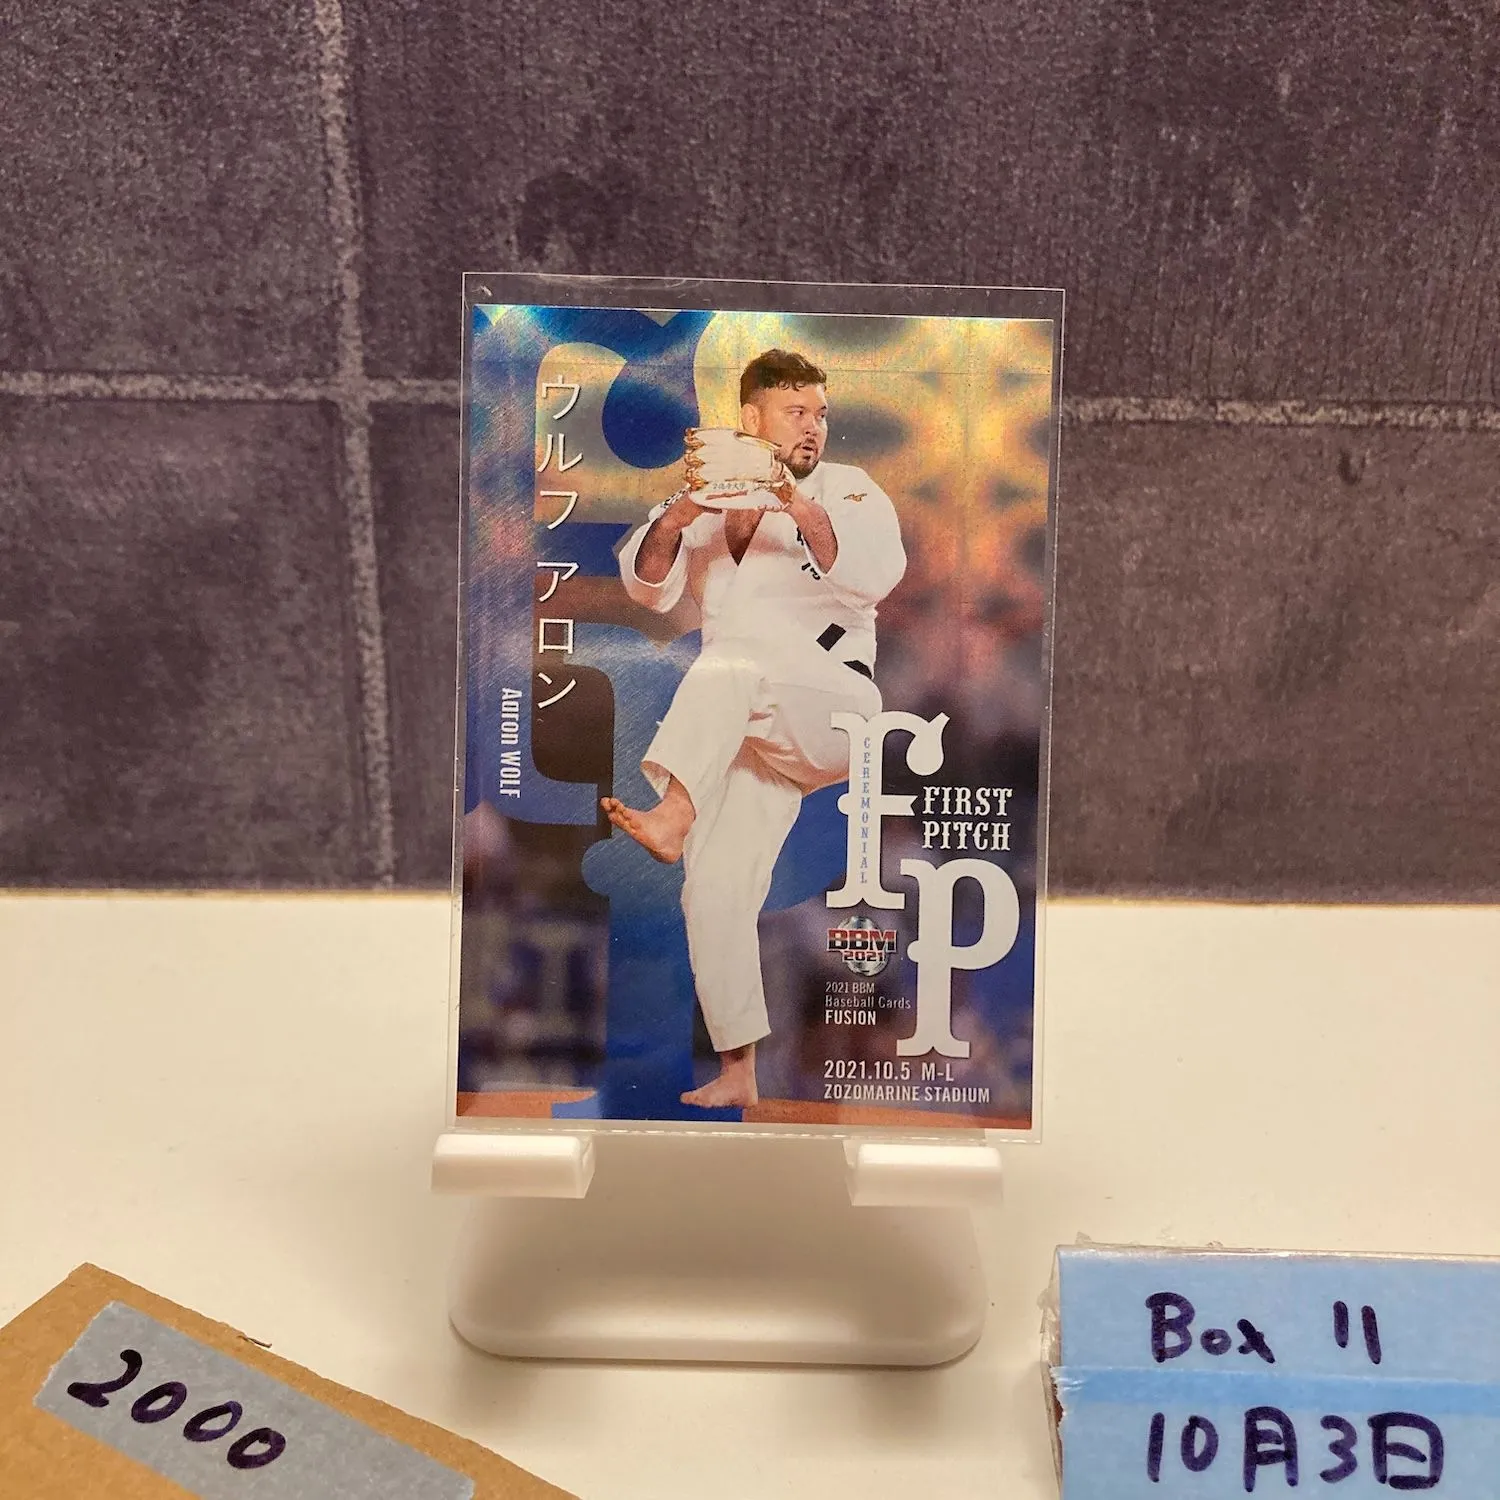 ウルフ アロン
Aaron WOLF
fp
CEREMONIAL
FIRST
PITCH
BBM
2021
2021 BBM
Baseball Cards
FUSION
2021.10.5 M-L
ZOZOMARINE STADIUM
2000
Box 11
10月3日